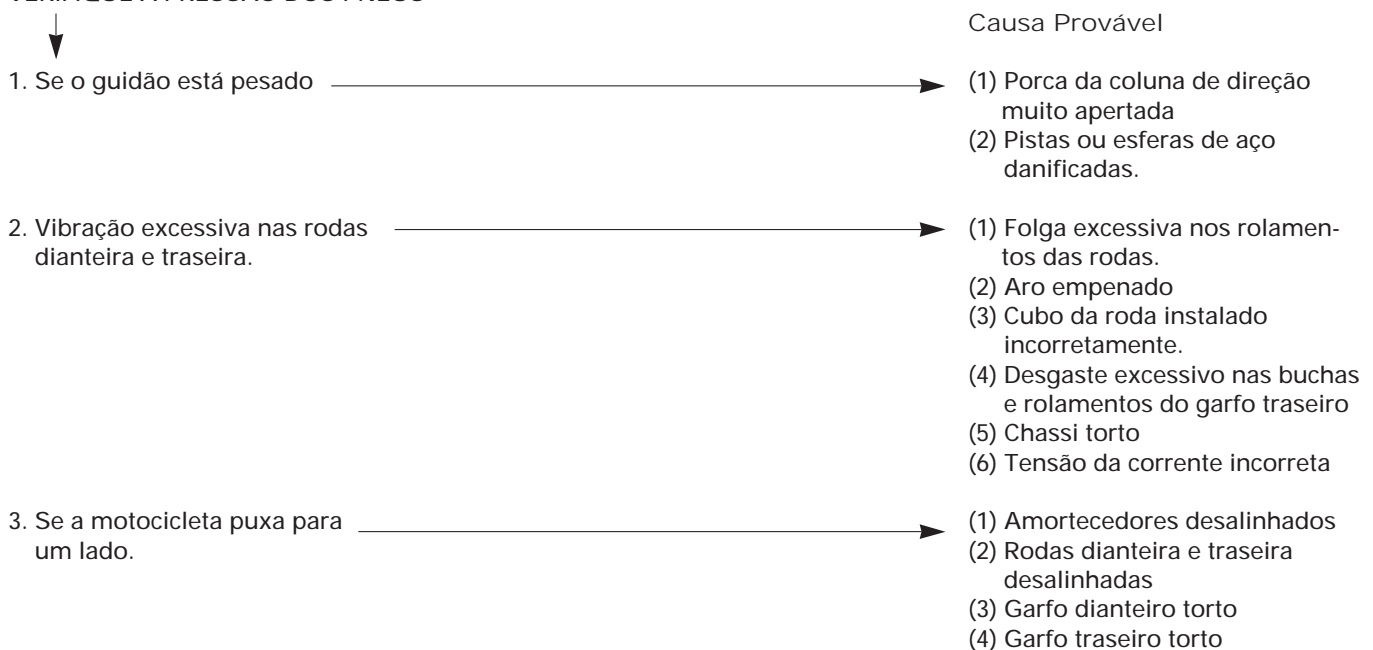 Causa Provável
1. Se o guidão está pesado
(1) Porca da coluna de direção
muito apertada
(2) Pistas ou esferas de aço
danificadas.
2. Vibração excessiva nas rodas
dianteira e traseira.
(1) Folga excessiva nos rolamen-
tos das rodas.
(2) Aro empenado
(3) Cubo da roda instalado
incorretamente.
(4) Desgaste excessivo nas buchas
e rolamentos do garfo traseiro
(5) Chassi torto
(6) Tensão da corrente incorreta
3. Se a motocicleta puxa para
um lado.
(1) Amortecedores desalinhados
(2) Rodas dianteira e traseira
desalinhadas
(3) Garfo dianteiro torto
(4) Garfo traseiro torto